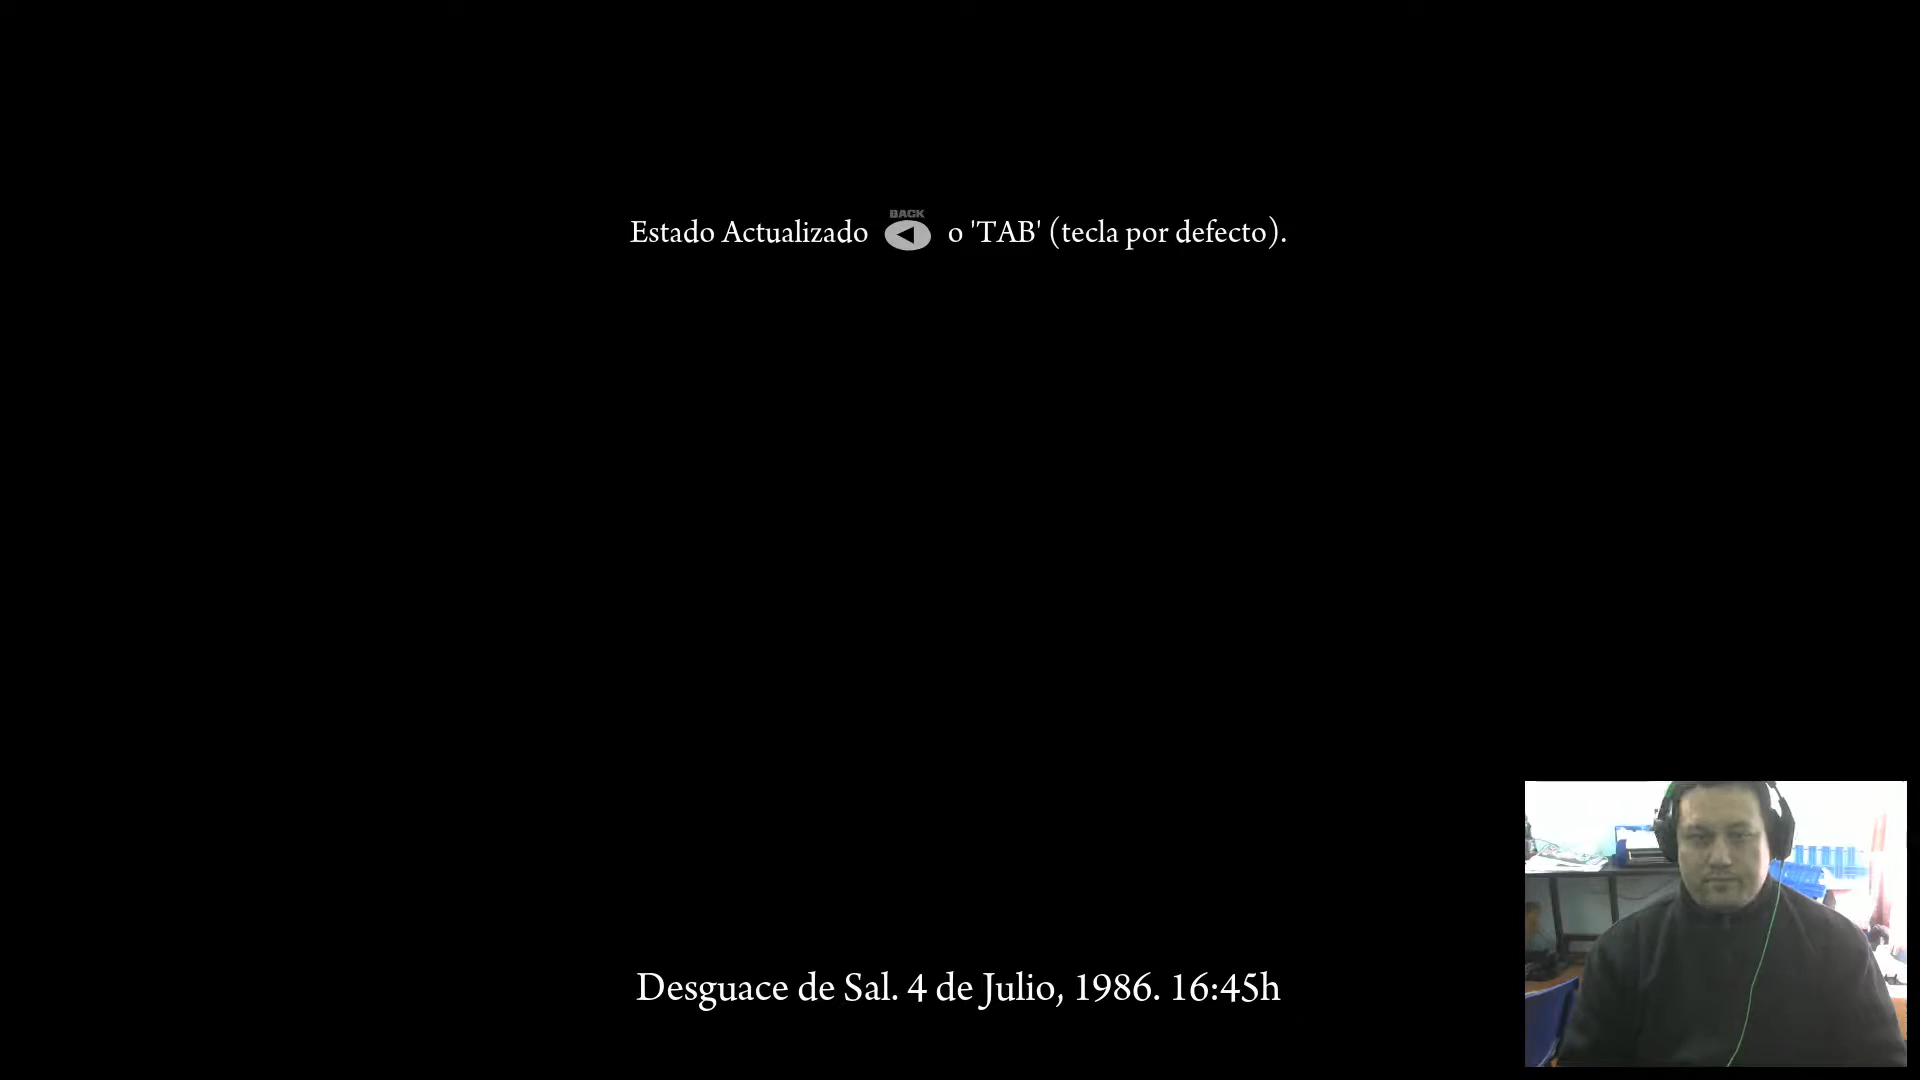 BACK
Estado Actualizado o 'TAB' (tecla por defecto).
Desguace de Sal. 4 de Julio, 1986. 16:45h